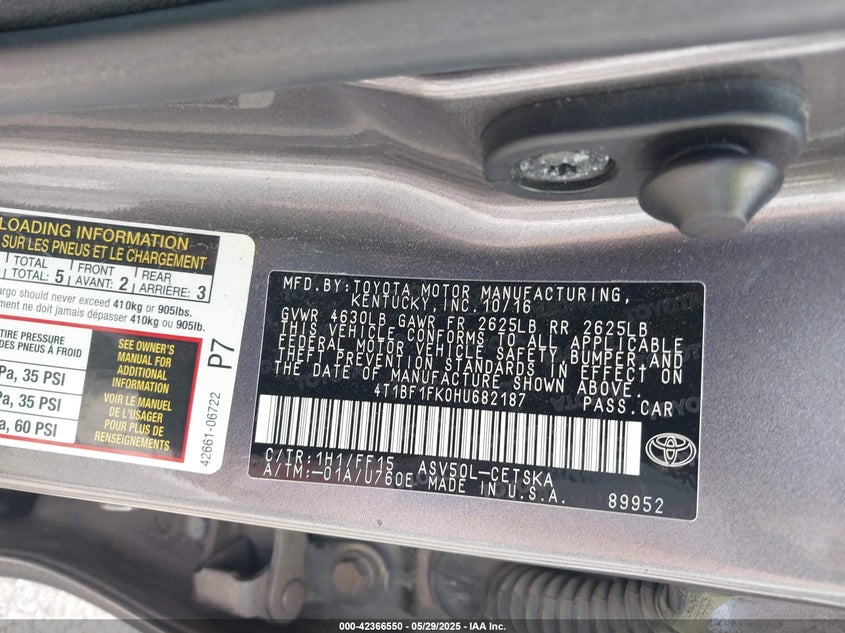 LOADING INFORMATION
SUR LES PNEUS ET LE CHARGEMENT
TOTAL TOTAL: 5 FRONT AVANT: 2 REAR ARRIÈRE: 3
should never exceed 410kg or 905lbs.
ne doit jamais dépasser 410kg ou 905lb.
TIRE PRESSURE
DES PNEUS À FROID
35 PSI
35 PSI
60 PSI
SEE OWNER'S
MANUAL FOR
ADDITIONAL
INFORMATION
VOIR LE MANUEL
DE L'USAGER
POUR PLUS DE
RENSEIGNEMENTS
42661-06722
P7
MFD.BY:TOYOTA MOTOR MANUFACTURING,
KENTUCKY, INC. 10/16
GVWR 4630LB GAWR FR 2625LB RR 2625LB
THIS VEHICLE CONFORMS TO ALL APPLICABLE
FEDERAL MOTOR VEHICLE SAFETY,BUMPER,AND
THEFT PREVENTION STANDARDS IN EFFECT ON
THE DATE OF MANUFACTURE SHOWN ABOVE.
4T1BF1FK0HU682187 PASS.CAR
C/TR:1H1/FF15 ASV50L-CETSKA
A/TM:-01A/U760E MADE IN U.S.A.
89952
000-42366550 - 05/29/2025 - IAA Inc.